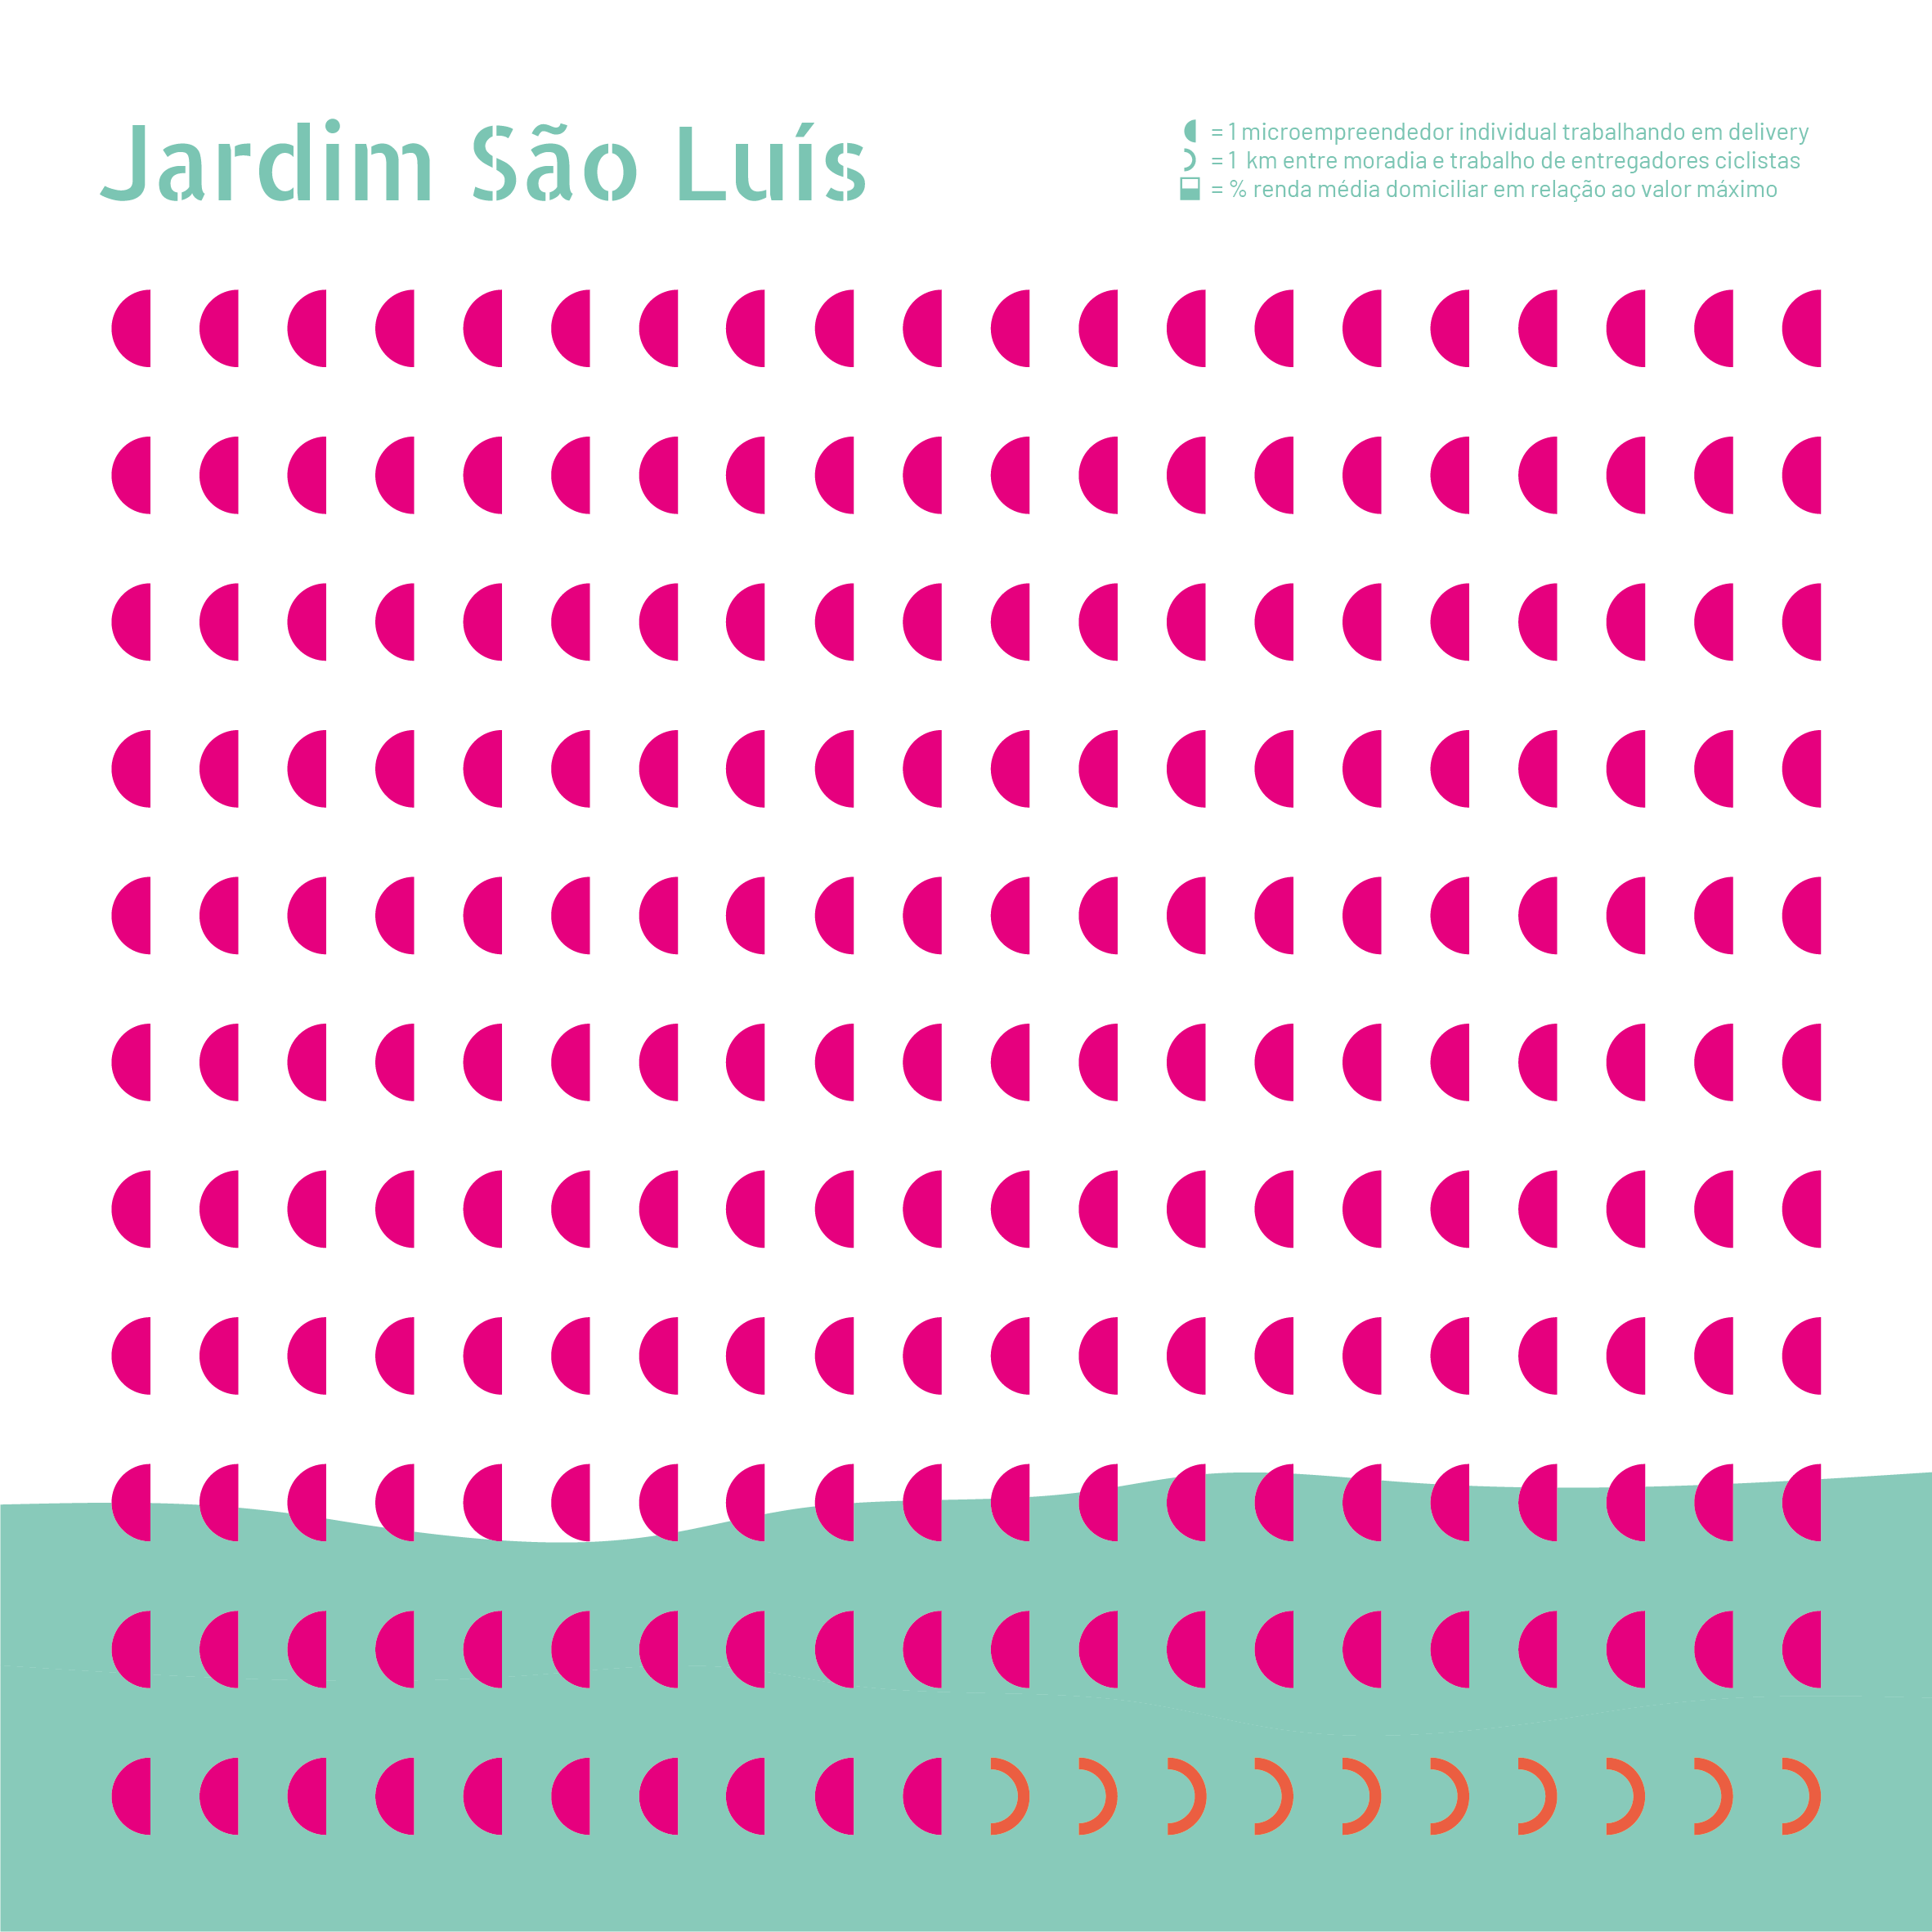 Jardim São Luís
= 1 microempreendedor individual trabalhando em delivery
= 1 km entre moradia e trabalho de entregadores ciclistas
= % renda média domiciliar em relação ao valor máximo